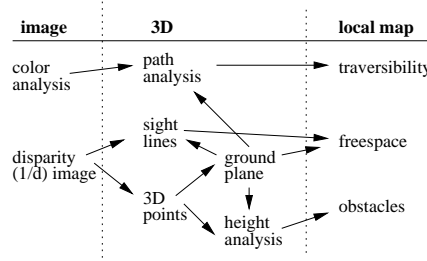 image 3D local map
color
analysis
path
analysis
traversibility
sight
lines
freespace
disparity
(1/d) image
ground
plane
3D
points
obstacles
height
analysis